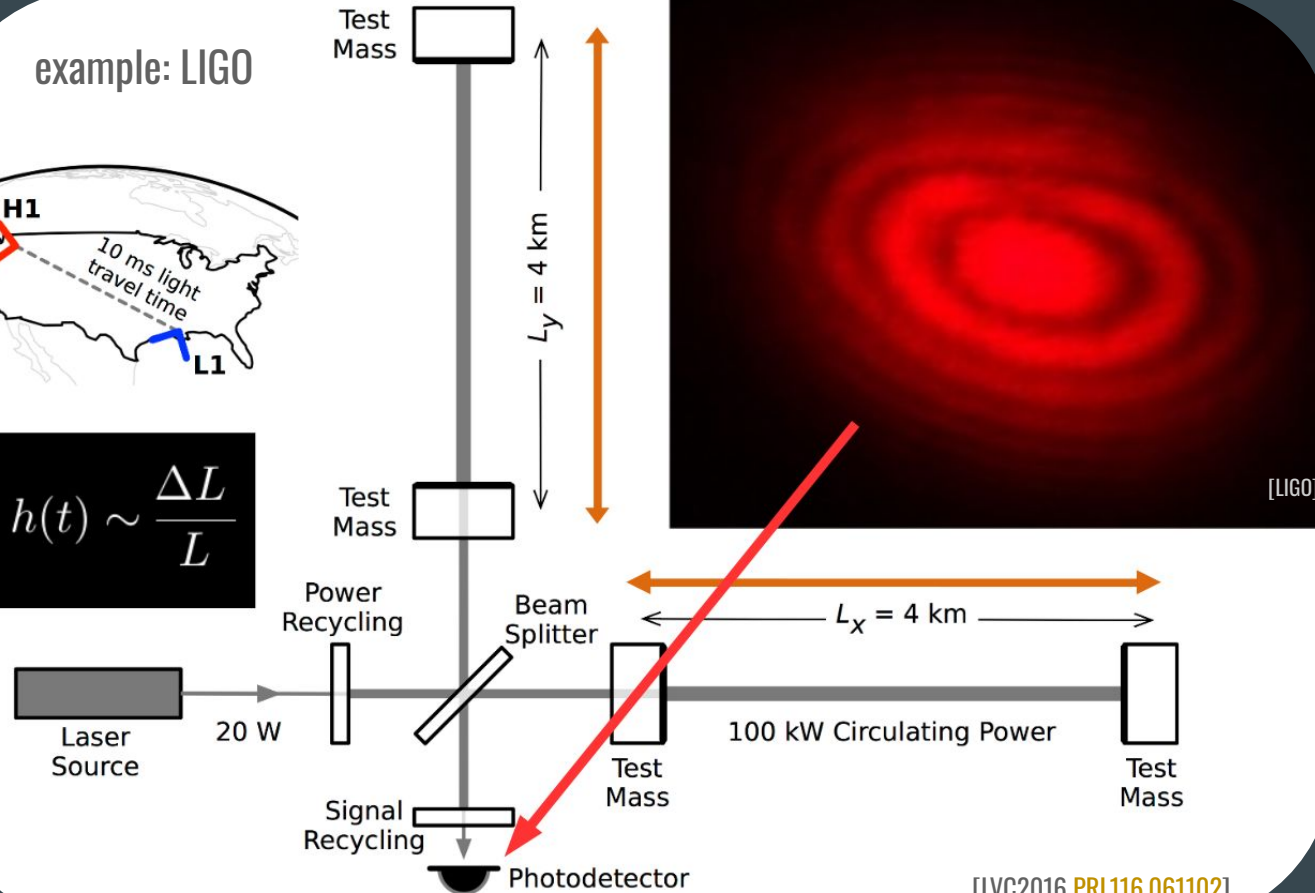 example: LIGO
H1
10 ms light
travel time
L1
h(t) ∼ ΔL
L
Test
Mass
Ly = 4 km
Test
Mass
[LIGO]
Power
Recycling
Beam
Splitter
Lx = 4 km
Laser
Source
20 W
100 kW Circulating Power
Test
Mass
Test
Mass
Signal
Recycling
Photodetector
[LVC2016 PRL116,061102]